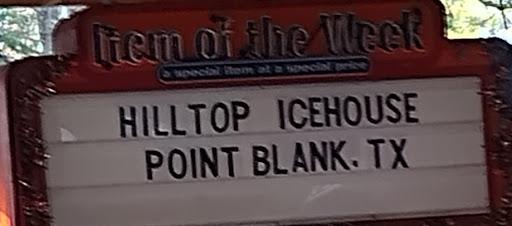 Item of the Week
a special item at a special price
HILLTOP ICEHOUSE
POINT BLANK. TX